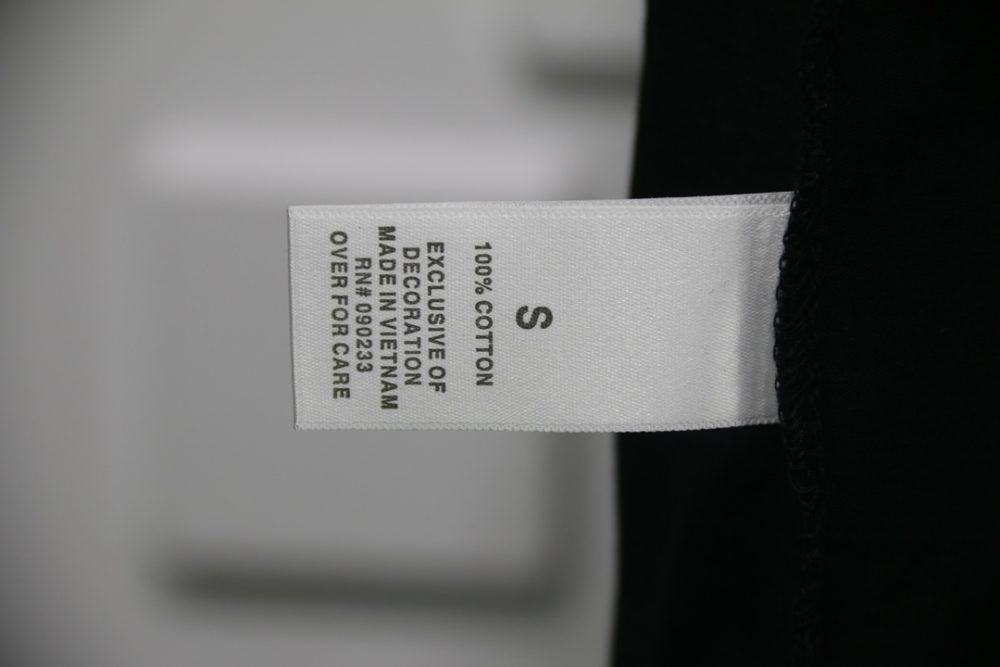 S
100% COTTON
EXCLUSIVE OF
DECORATION
MADE IN VIETNAM
RN# 090233
OVER FOR CARE